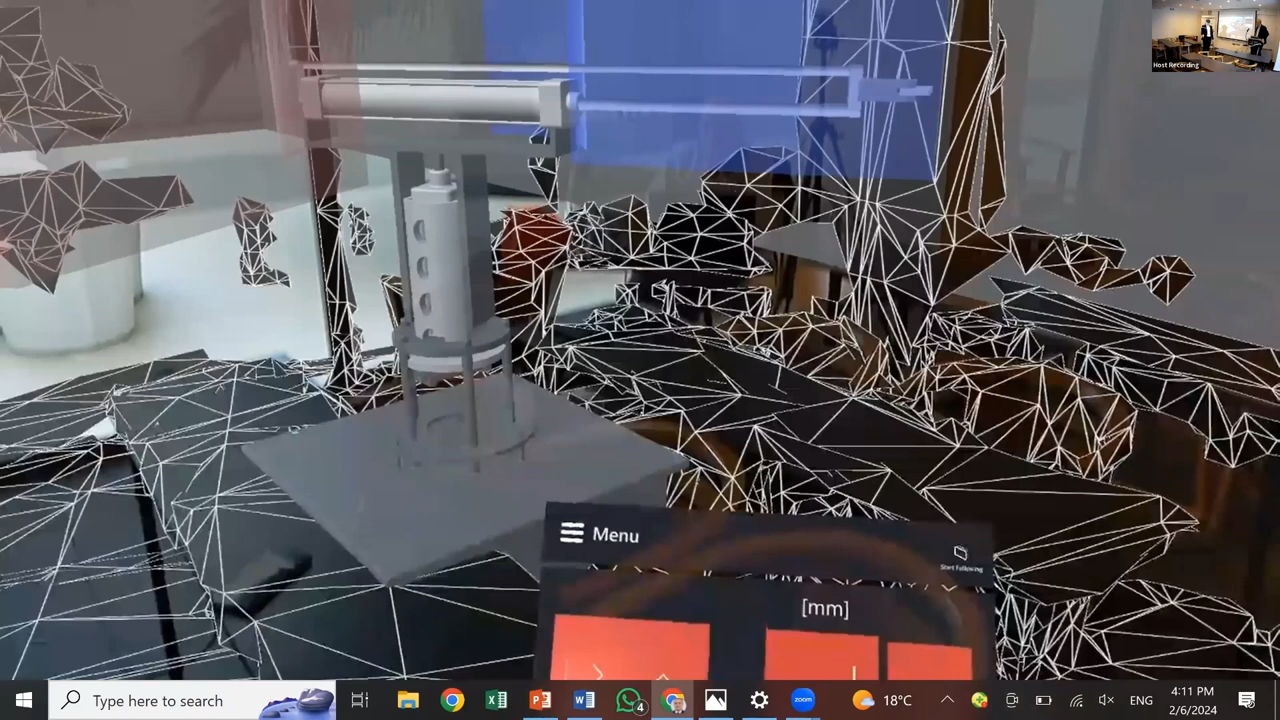 Host Recording
Menu
Start Following
[mm]
Type here to search
4
zoom
18°C
ENG
4:11 PM
2/6/2024